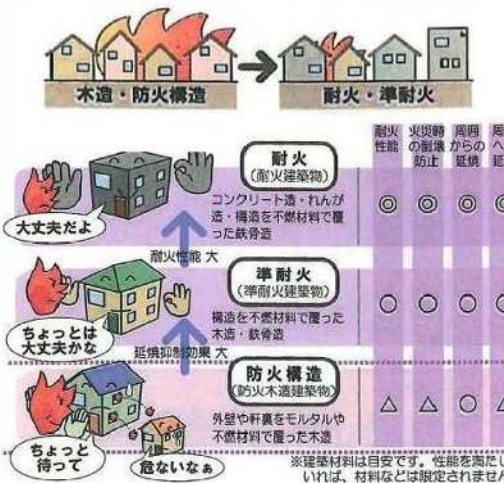 木造・防火構造
耐火・準耐火
耐火
性能
火災時
の倒壊
防止
周囲
からの
延焼
耐火
(耐火建築物)
コンクリート造・れんが
造・構造を不燃材料で覆
った鉄骨造
◎ ◎ ◎
大丈夫だよ
耐火性能 大
準耐火
(準耐火建築物)
構造を不燃材料で覆った
木造・鉄骨造
○ ○ ○
ちょっとは
大丈夫かな
延焼抑制効果 大
防火構造
(防火木造建築物)
外壁や軒裏をモルタルや
不燃材料で覆った木造
△ △ ○
ちょっと
待って
危ないなぁ
※建築材料は目安です。性能を満たし
いれば、材料などは限定されません